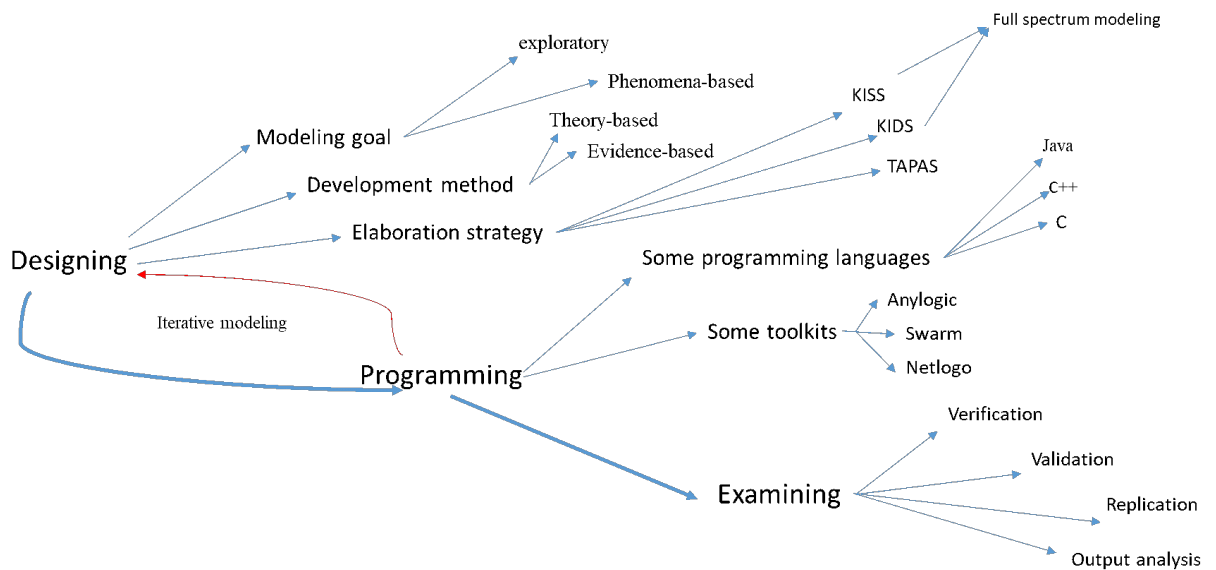 Full spectrum modeling
exploratory
Phenomena-based
KISS
Modeling goal
Theory-based
KIDS
Evidence-based
Java
TAPAS
Development method
C++
Elaboration strategy
C
Designing
Some programming languages
Anylogic
Iterative modeling
Some toolkits
Swarm
Netlogo
Programming
Verification
Validation
Examining
Replication
Output analysis